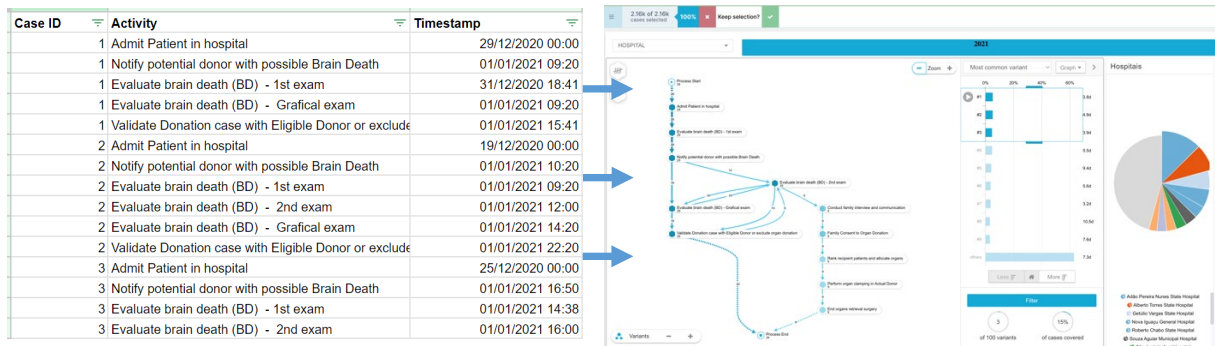 Case ID Activity Timestamp
1 Admit Patient in hospital 29/12/2020 00:00
1 Notify potential donor with possible Brain Death 01/01/2021 09:20
1 Evaluate brain death (BD) - 1st exam 31/12/2020 18:41
1 Evaluate brain death (BD) - Grafical exam 01/01/2021 09:20
1 Validate Donation case with Eligible Donor or exclude 01/01/2021 15:41
2 Admit Patient in hospital 19/12/2020 00:00
2 Notify potential donor with possible Brain Death 01/01/2021 10:20
2 Evaluate brain death (BD) - 1st exam 01/01/2021 09:20
2 Evaluate brain death (BD) - 2nd exam 01/01/2021 12:00
2 Evaluate brain death (BD) - Grafical exam 01/01/2021 14:20
2 Validate Donation case with Eligible Donor or exclude 01/01/2021 22:20
3 Admit Patient in hospital 25/12/2020 00:00
3 Notify potential donor with possible Brain Death 01/01/2021 16:50
3 Evaluate brain death (BD) - 1st exam 01/01/2021 14:38
3 Evaluate brain death (BD) - 2nd exam 01/01/2021 16:00
2.16k of 2.16k
cases selected
100%
Keep selection?
HOSPITAL
2021
Zoom
Process Start
Admit Patient in hospital
Evaluate brain death (BD) - 1st exam
Notify potential donor with possible Brain Death
Evaluate brain death (BD) - 2nd exam
Evaluate brain death (BD) - Grafical exam
Conduct family interview and communication
Validate Donation case with Eligible Donor or exclude organ donation
Family Consent to Organ Donation
Rank recipient patients and allocate organs
Perform organ clamping in Actual Donor
End organs retrieval surgery
Process End
Variants
Most common variant
Graph
0% 20% 40% 60%
#1 3.8d
#2 4.9d
#3 3.9d
Less
More
Filter
3
of 100 variants
15%
of cases covered
Hospitais
Adão Pereira Nunes State Hospital
Alberto Torres State Hospital
Getúlio Vargas State Hospital
Nova Iguaçu General Hospital
Roberto Chabo State Hospital
Souza Aguiar Municipal Hospital